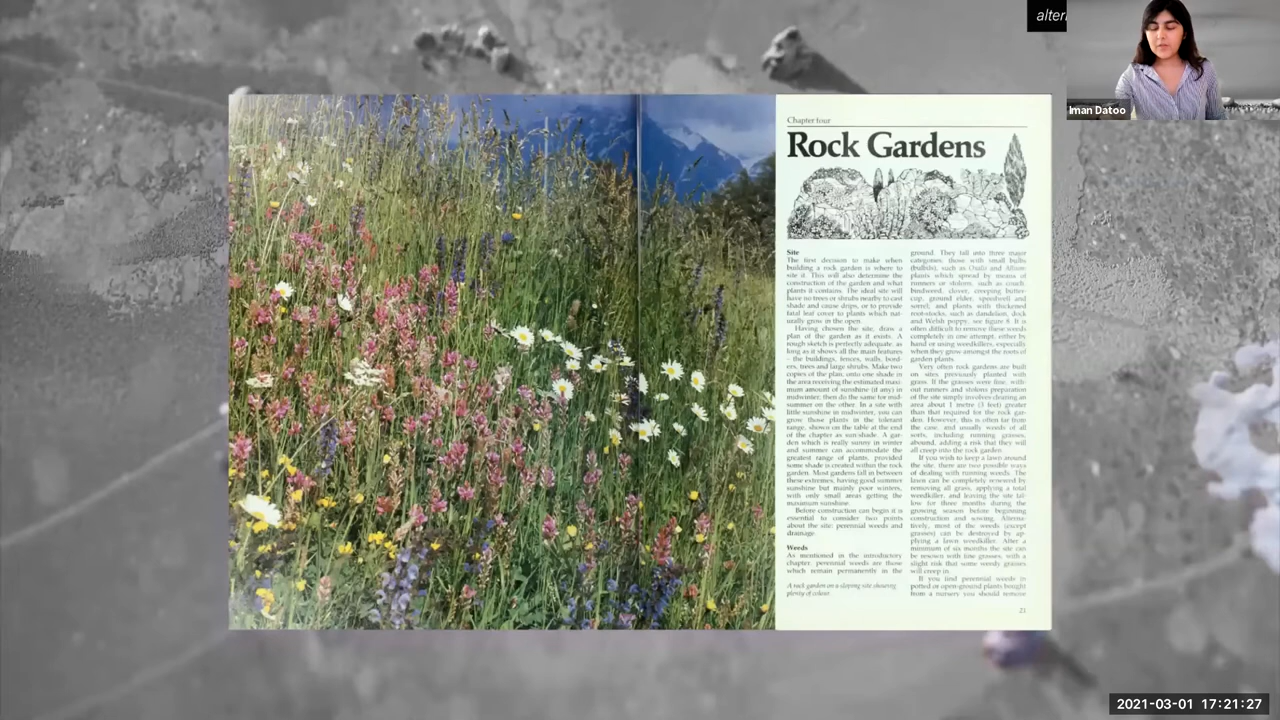 alter
Iman Datoo
Chapter four
Rock Gardens
Site
The first decision to make when
building a rock garden is where to
site it. This will also determine the
construction of the garden and what
plants it contains. The ideal site will
have no trees or shrubs nearby to cast
shade and cause drips, or to provide
fatal leaf cover to plants which nat-
urally grow in the open.
Having chosen the site, draw a
plan of the garden as it exists. A
rough sketch is perfectly adequate, as
long as it shows all the main features
– the buildings, fences, walls, bord-
ers, trees and large shrubs. Make two
copies of the plan; onto one shade in
the area receiving the estimated maxi-
mum amount of sunshine (if any) in
midwinter, then do the same for mid-
summer on the other. In a site with
little sunshine in midwinter, you can
grow those plants in the tolerant
range, shown on the table at the end
of the chapter as sun/shade. A gar-
den which is really sunny in winter
and summer can accommodate the
greatest range of plants, provided
some shade is created within the rock
garden. Most gardens fall in between
these extremes, having good summer
sunshine but mainly poor winters,
with only small areas getting the
maximum sunshine.
Before construction can begin it is
essential to consider two points
about the site: perennial weeds and
drainage.
Weeds
As mentioned in the introductory
chapter, perennial weeds are those
which remain permanently in the
A rock garden on a sloping site showing
plenty of colour.
ground. They fall into three major
categories, those with small bulbs
(bulbils), such as Oxalis and Allium
plants which spread by means of
runners or stolons, such as couch,
bindweed, clover, creeping butter-
cup, ground elder, speedwell and
sorrel; and plants with thickened
root-stocks, such as dandelion, dock
and Welsh poppy, see figure 8. It is
often difficult to remove these weeds
completely in one attempt, either by
hand or using weedkillers, especially
when they grow amongst the roots of
garden plants.
Very often rock gardens are built
on sites previously planted with
grass. If the grasses were fine, with-
out runners and stolons preparation
of the site simply involves clearing an
area about 1 metre (3 feet) greater
than that required for the rock gar-
den. However, this is often far from
the case, and usually weeds of all
sorts, including running grasses,
abound, adding a risk that they will
all creep into the rock garden.
If you wish to keep a lawn around
the site, there are two possible ways
of dealing with running weeds. The
lawn can be completely renewed by
removing all grass, applying a total
weedkiller, and leaving the site fal-
low for three months during the
growing season before beginning
construction and sowing. Alterna-
tively, most of the weeds (except
grasses) can be destroyed by ap-
plying a lawn weedkiller. After a
minimum of six months the site can
be resown with fine grasses, with a
slight risk that some weedy grasses
will creep in.
If you find perennial weeds in
potted or open-ground plants bought
from a nursery you should remove
21
2021-03-01 17:21:27